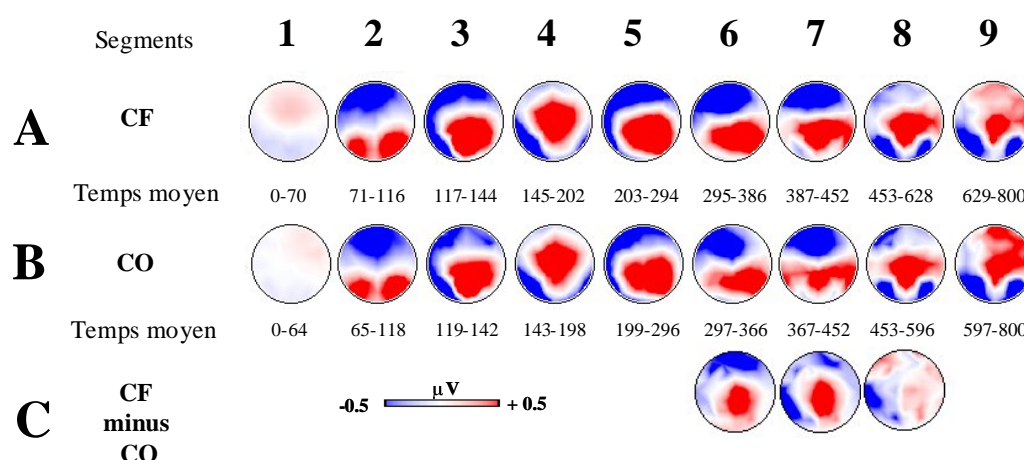 Segments 1 2 3 4 5 6 7 8 9
A CF
Temps moyen 0-70 71-116 117-144 145-202 203-294 295-386 387-452 453-628 629-800
B CO
Temps moyen 0-64 65-118 119-142 143-198 199-296 297-366 367-452 453-596 597-800
CF
µV
-0.5 + 0.5
C minus
CO